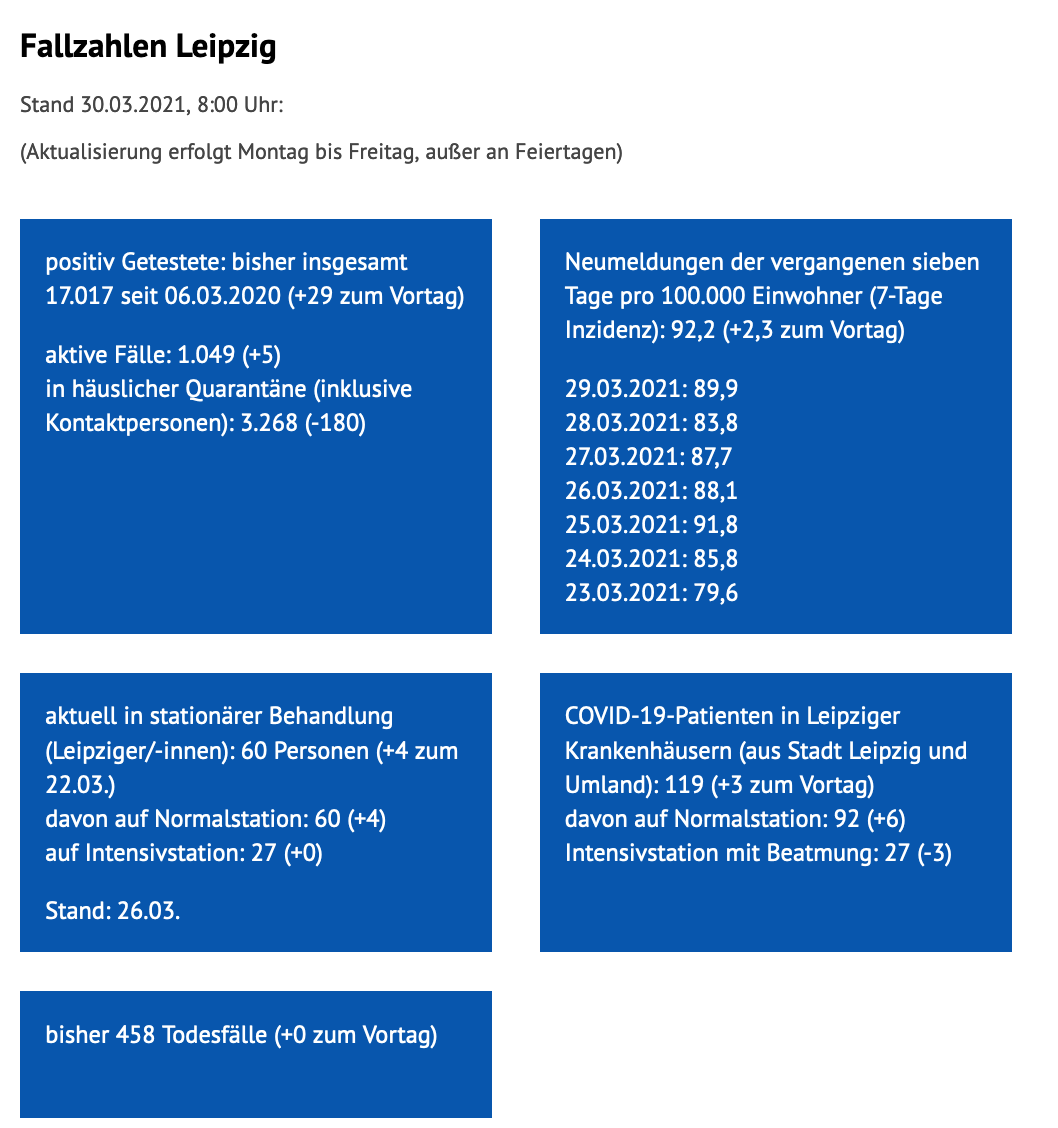 Fallzahlen Leipzig
Stand 30.03.2021, 8:00 Uhr:
(Aktualisierung erfolgt Montag bis Freitag, außer an Feiertagen)
positiv Getestete: bisher insgesamt
17.017 seit 06.03.2020 (+29 zum Vortag)
aktive Fälle: 1.049 (+5)
in häuslicher Quarantäne (inklusive
Kontaktpersonen): 3.268 (-180)
Neumeldungen der vergangenen sieben
Tage pro 100.000 Einwohner (7-Tage
Inzidenz): 92,2 (+2,3 zum Vortag)
29.03.2021: 89,9
28.03.2021: 83,8
27.03.2021: 87,7
26.03.2021: 88,1
25.03.2021: 91,8
24.03.2021: 85,8
23.03.2021: 79,6
aktuell in stationärer Behandlung
(Leipziger/-innen): 60 Personen (+4 zum
22.03.)
davon auf Normalstation: 60 (+4)
auf Intensivstation: 27 (+0)
Stand: 26.03.
COVID-19-Patienten in Leipziger
Krankenhäusern (aus Stadt Leipzig und
Umland): 119 (+3 zum Vortag)
davon auf Normalstation: 92 (+6)
Intensivstation mit Beatmung: 27 (-3)
bisher 458 Todesfälle (+0 zum Vortag)